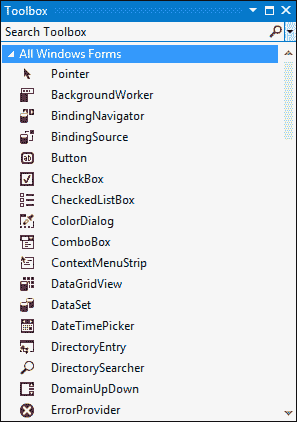 Toolbox
Search Toolbox
All Windows Forms
Pointer
BackgroundWorker
BindingNavigator
BindingSource
Button
CheckBox
CheckedListBox
ColorDialog
ComboBox
ContextMenuStrip
DataGridView
DataSet
DateTimePicker
DirectoryEntry
DirectorySearcher
DomainUpDown
ErrorProvider